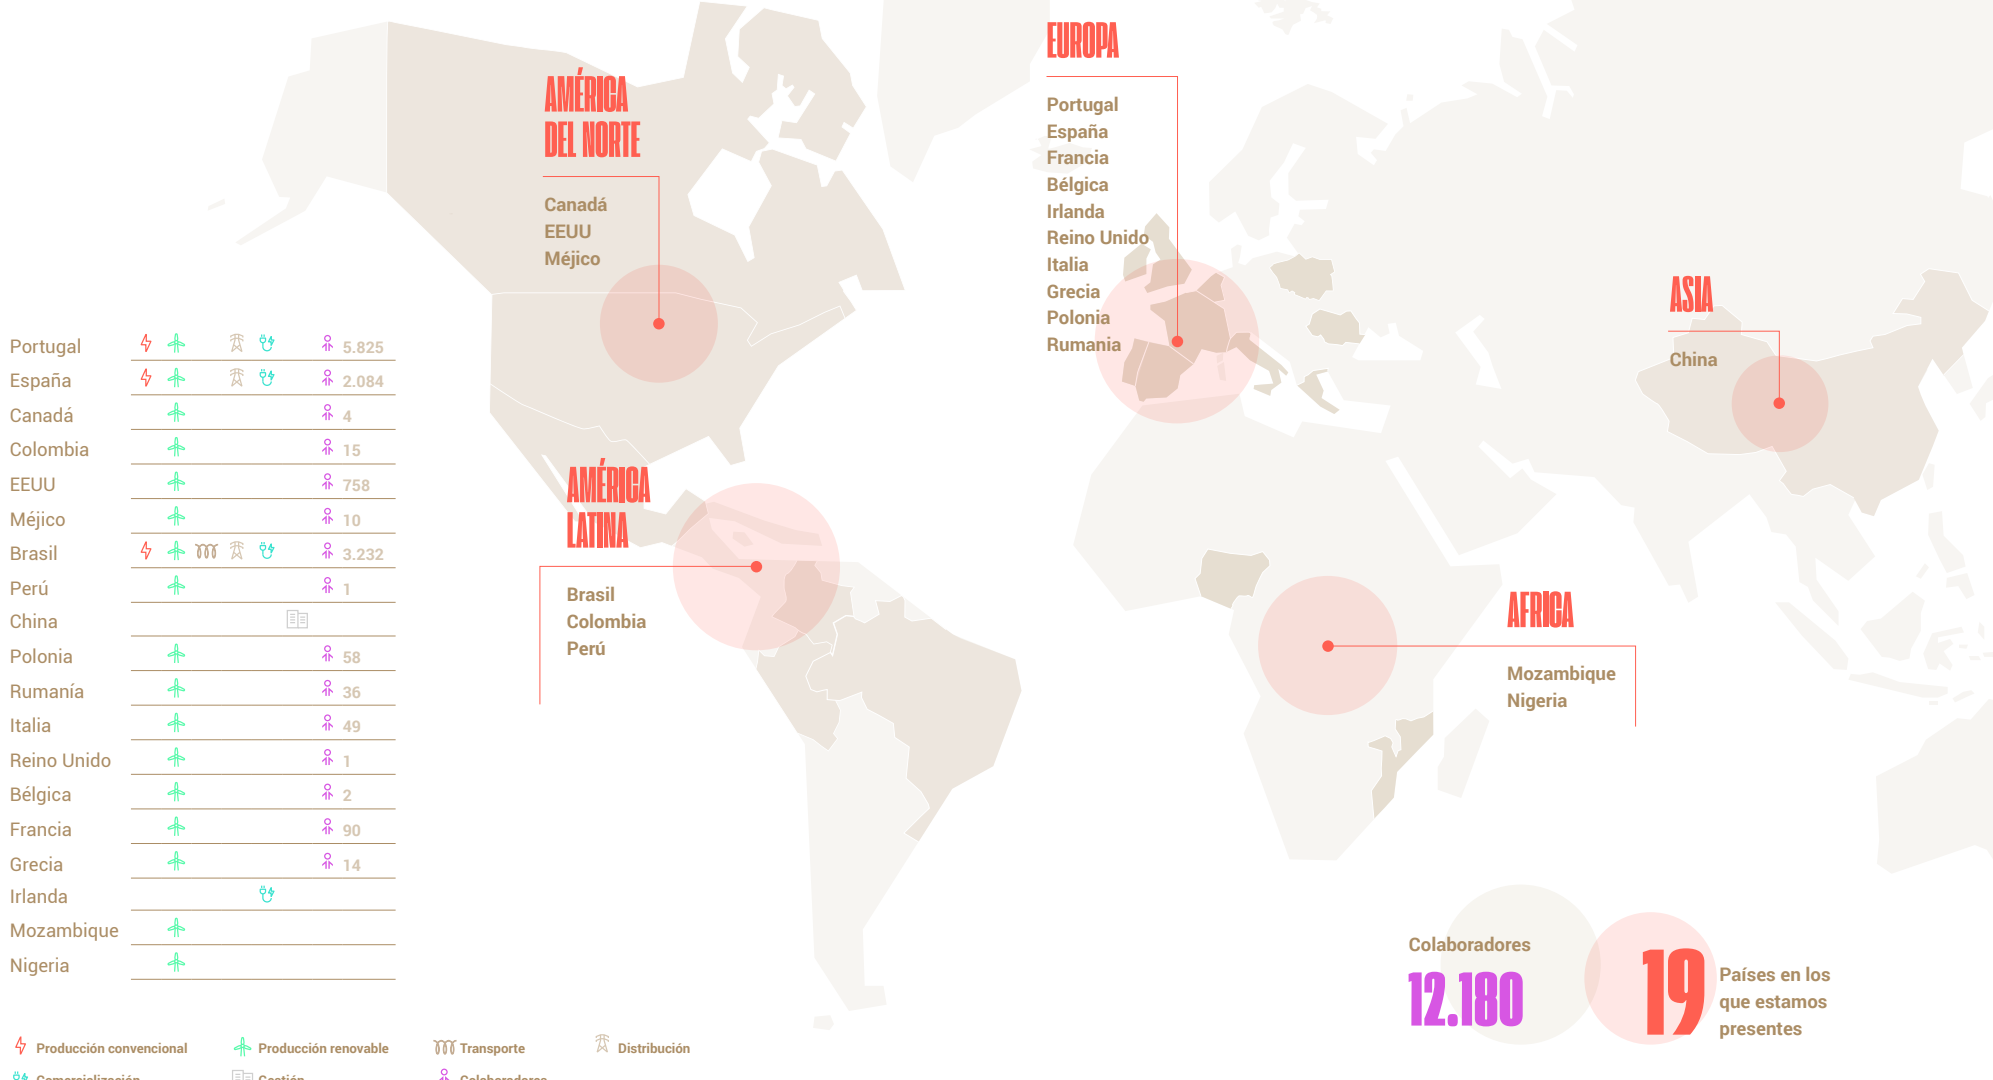 AMÉRICA
DEL NORTE
Canadá
EEUU
Méjico
EUROPA
Portugal
España
Francia
Bélgica
Irlanda
Reino Unido
Italia
Grecia
Polonia
Rumania
ASIA
China
AMÉRICA
LATINA
Brasil
Colombia
Perú
AFRICA
Mozambique
Nigeria
Portugal 5.825
España 2.084
Canadá 4
Colombia 15
EEUU 758
Méjico 10
Brasil 3.232
Perú 1
China
Polonia 58
Rumanía 36
Italia 49
Reino Unido 1
Bélgica 2
Francia 90
Grecia 14
Irlanda
Mozambique
Nigeria
Colaboradores
12.180
19
Países en los
que estamos
presentes
Producción convencional Producción renovable Transporte Distribución
Comercialización Gestión Colaboradores